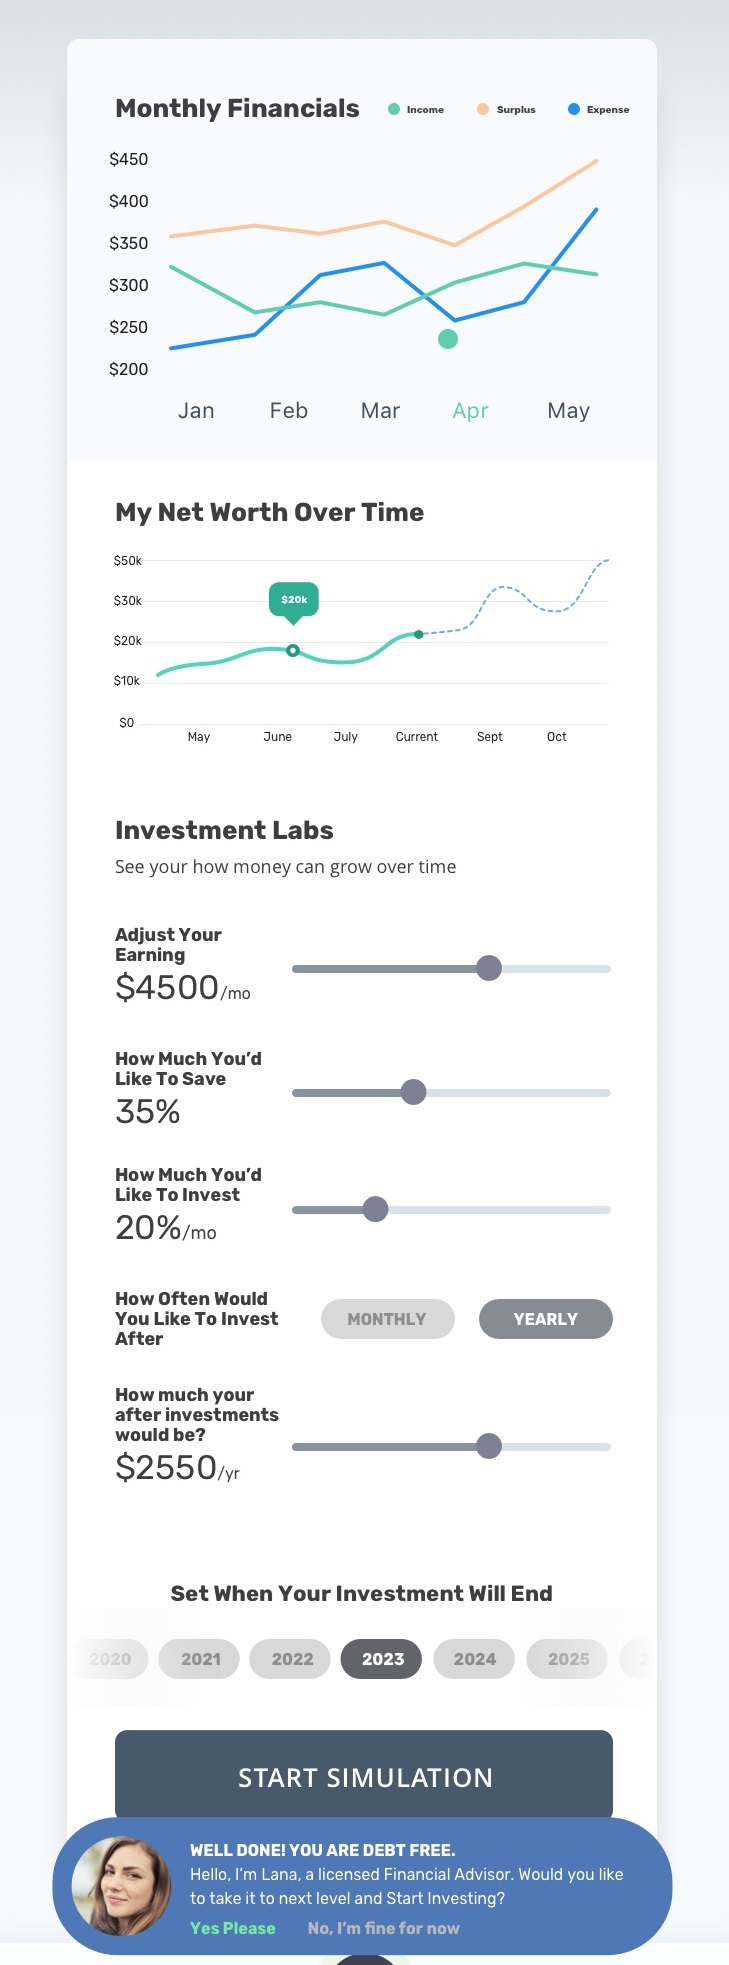 Monthly Financials
Income
Surplus
Expense
$450
$400
$350
$300
$250
$200
Jan
Feb
Mar
Apr
May
My Net Worth Over Time
$50k
$30k
$20k
$10k
$0
$20k
May
June
July
Current
Sept
Oct
Investment Labs
See your how money can grow over time
Adjust Your
Earning
$4500/mo
How Much You’d
Like To Save
35%
How Much You’d
Like To Invest
20%/mo
How Often Would
You Like To Invest
After
MONTHLY
YEARLY
How much your
after investments
would be?
$2550/yr
Set When Your Investment Will End
2020
2021
2022
2023
2024
2025
START SIMULATION
WELL DONE! YOU ARE DEBT FREE.
Hello, I’m Lana, a licensed Financial Advisor. Would you like
to take it to next level and Start Investing?
Yes Please
No, I’m fine for now